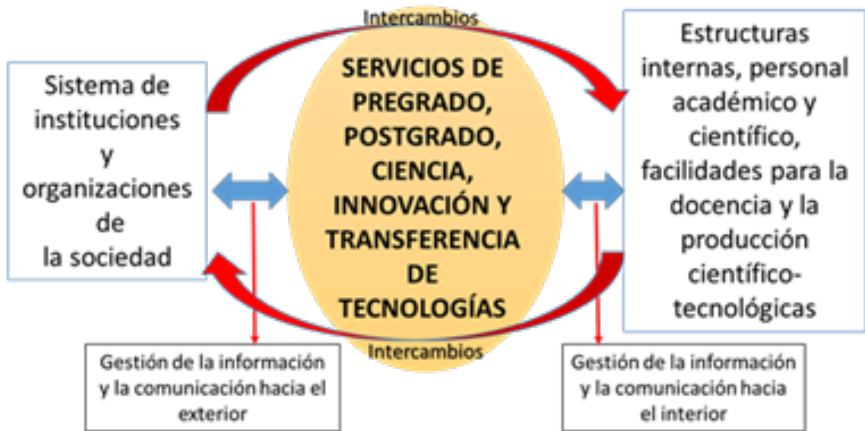 Intercambios
Sistema de
instituciones
y
organizaciones
de
la sociedad
SERVICIOS DE
PREGRADO,
POSTGRADO,
CIENCIA,
INNOVACIÓN Y
TRANSFERENCIA
DE
TECNOLOGÍAS
Estructuras
internas, personal
académico y
científico,
facilidades para la
docencia y la
producción
científico-
tecnológicas
Intercambios
Gestión de la información
y la comunicación hacia el
exterior
Gestión de la información
y la comunicación hacia
el interior